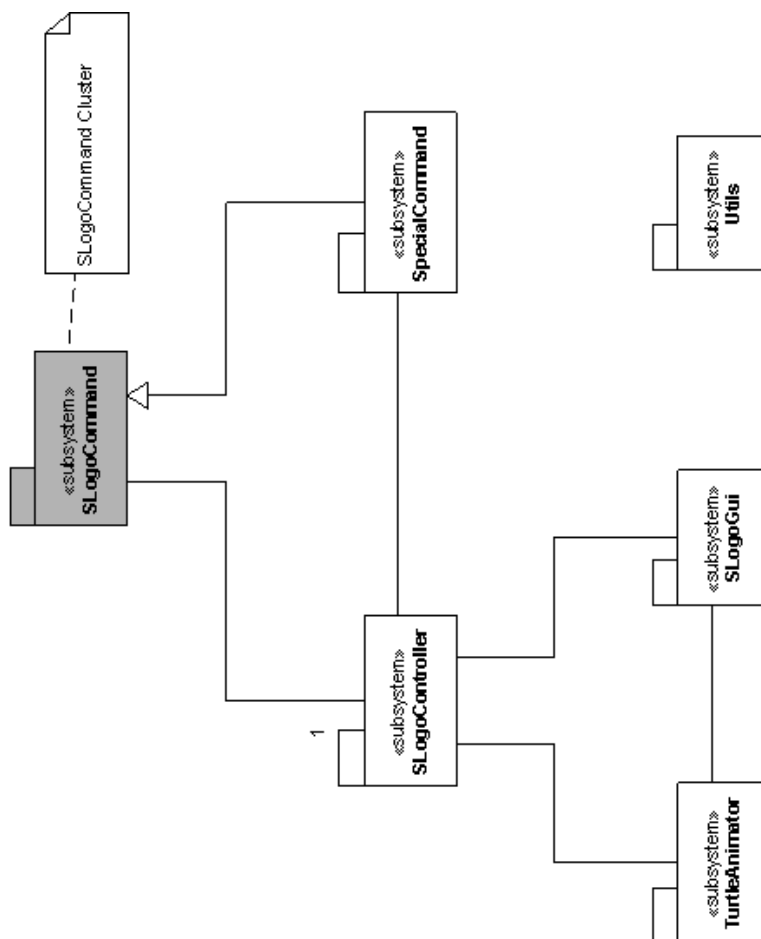 SLogoCommand Cluster
«subsystem»
SLogoCommand
«subsystem»
SpecialCommand
1
«subsystem»
SLogoController
«subsystem»
Utils
«subsystem»
SLogoGui
«subsystem»
TurtleAnimator